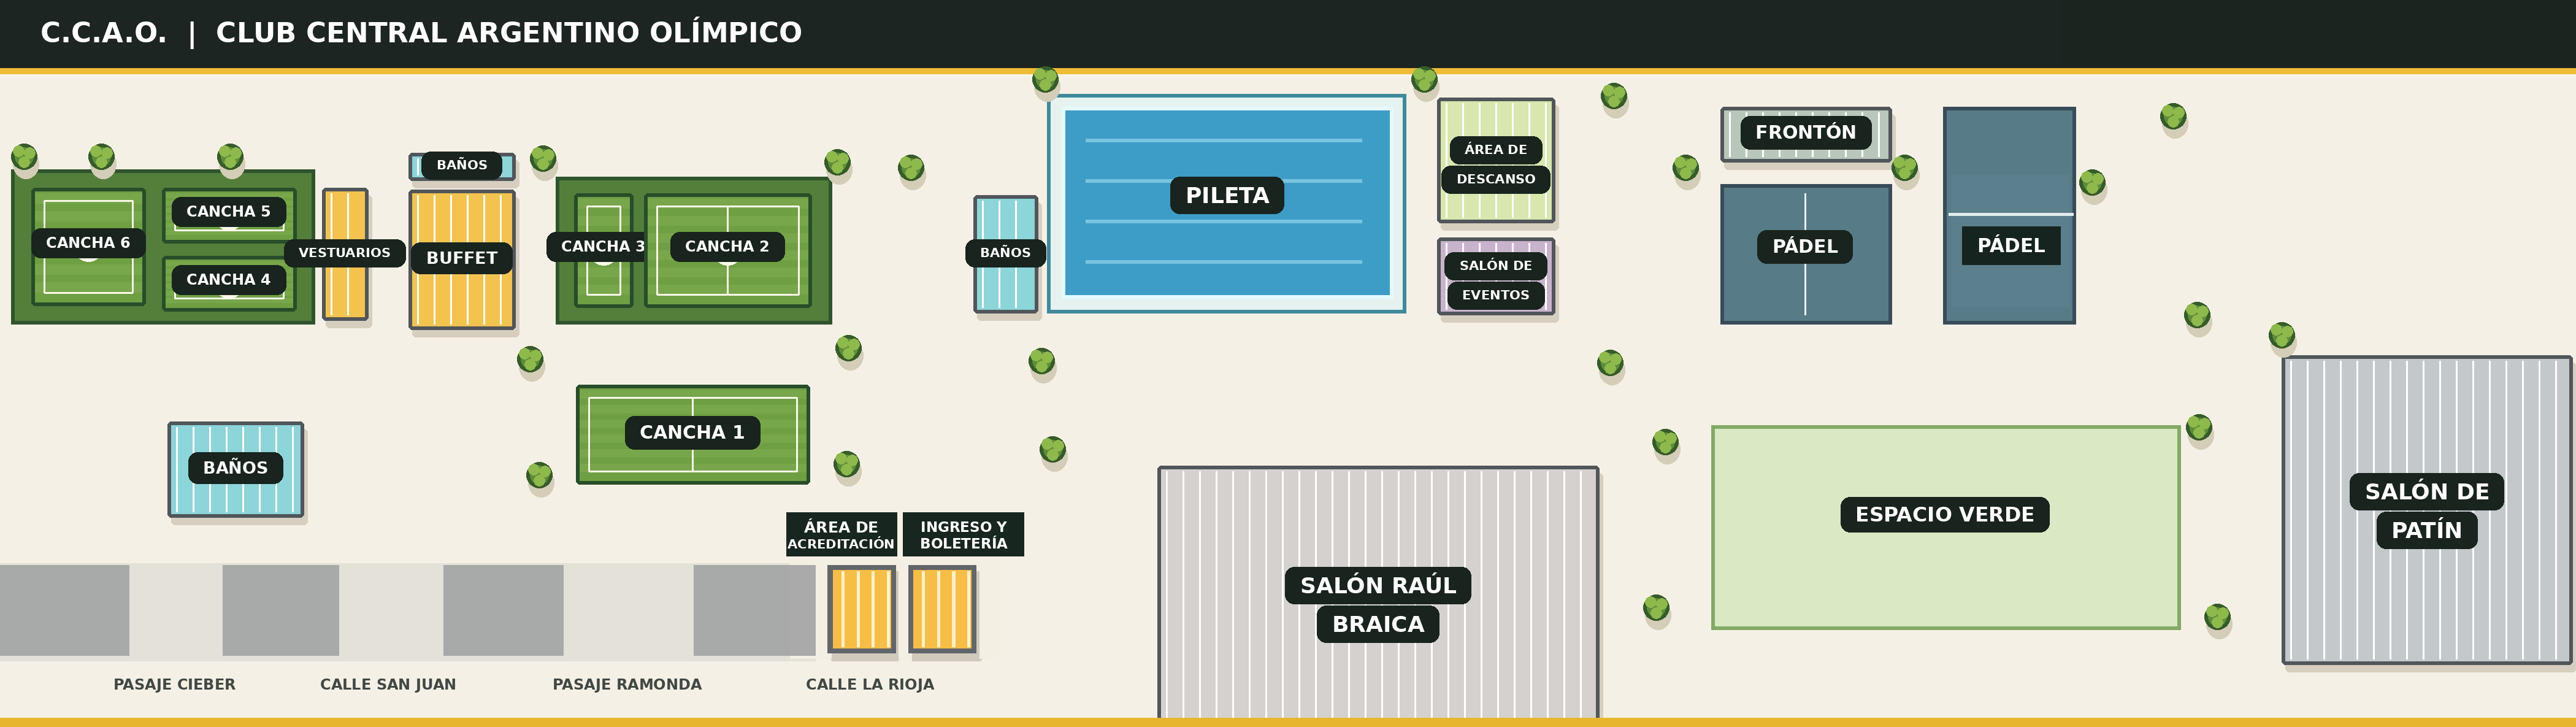 C.C.A.O. | CLUB CENTRAL ARGENTINO OLÍMPICO
CANCHA 6
CANCHA 5
CANCHA 4
VESTUARIOS
BAÑOS
BUFFET
CANCHA 3
CANCHA 2
BAÑOS
PILETA
ÁREA DE
DESCANSO
SALÓN DE
EVENTOS
FRONTÓN
PÁDEL
PÁDEL
BAÑOS
CANCHA 1
ÁREA DE
ACREDITACIÓN
INGRESO Y
BOLETERÍA
SALÓN RAÚL
BRAICA
ESPACIO VERDE
SALÓN DE
PATÍN
PASAJE CIEBER
CALLE SAN JUAN
PASAJE RAMONDA
CALLE LA RIOJA